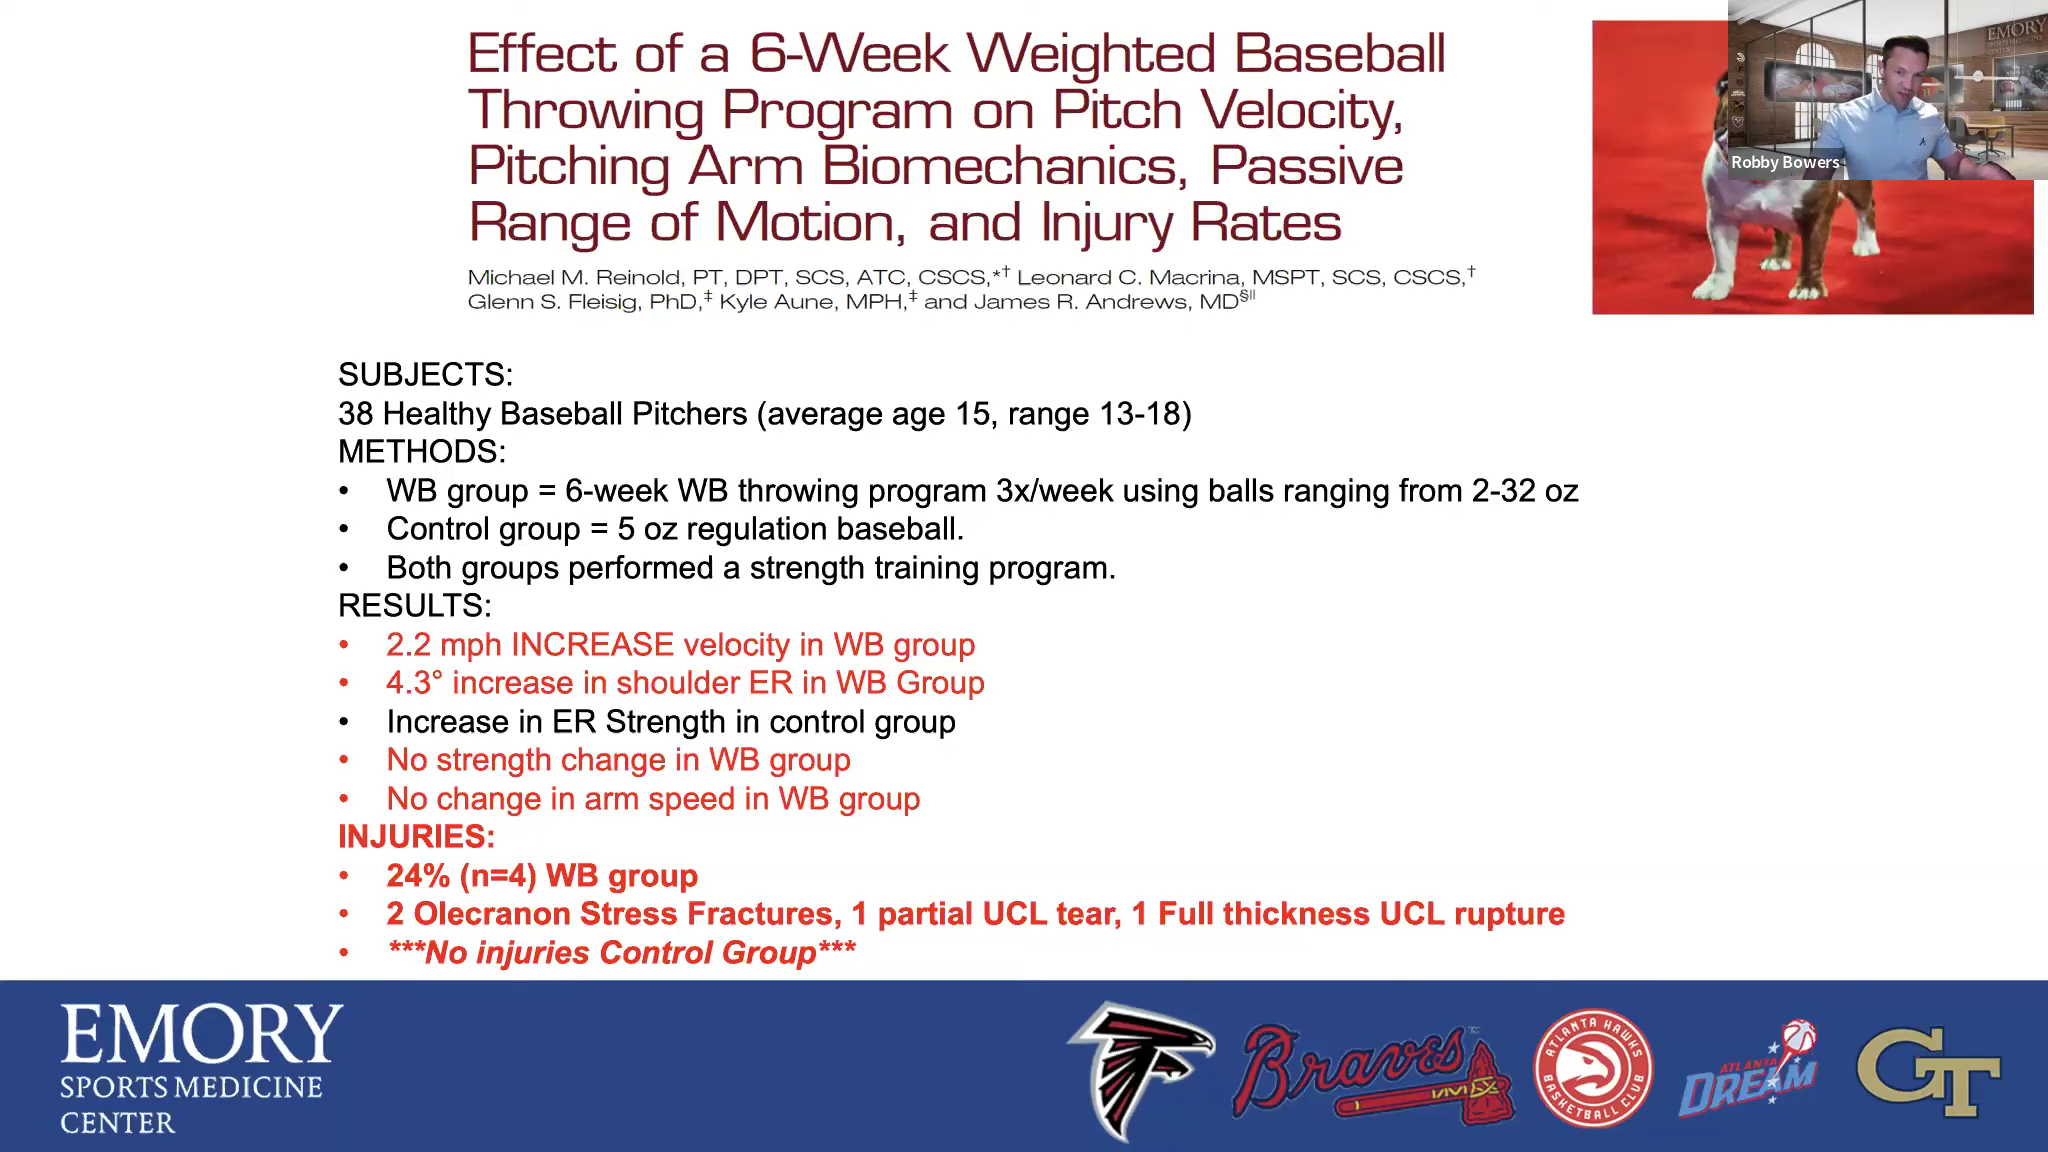 Effect of a 6-Week Weighted Baseball
Throwing Program on Pitch Velocity,
Pitching Arm Biomechanics, Passive
Range of Motion, and Injury Rates
Michael M. Reinold, PT, DPT, SCS, ATC, CSCS,*† Leonard C. Macrina, MSPT, SCS, CSCS,†
Glenn S. Fleisig, PhD,‡ Kyle Aune, MPH,‡ and James R. Andrews, MD§||
EMORY
SPORTS MEDICINE
CENTER
Robby Bowers
SUBJECTS:
38 Healthy Baseball Pitchers (average age 15, range 13-18)
METHODS:
• WB group = 6-week WB throwing program 3x/week using balls ranging from 2-32 oz
• Control group = 5 oz regulation baseball.
• Both groups performed a strength training program.
RESULTS:
• 2.2 mph INCREASE velocity in WB group
• 4.3° increase in shoulder ER in WB Group
• Increase in ER Strength in control group
• No strength change in WB group
• No change in arm speed in WB group
INJURIES:
• 24% (n=4) WB group
• 2 Olecranon Stress Fractures, 1 partial UCL tear, 1 Full thickness UCL rupture
• ***No injuries Control Group***
EMORY
SPORTS MEDICINE
CENTER
Braves
ATLANTA HAWKS
BASKETBALL CLUB
ATLANTA
DREAM
GT